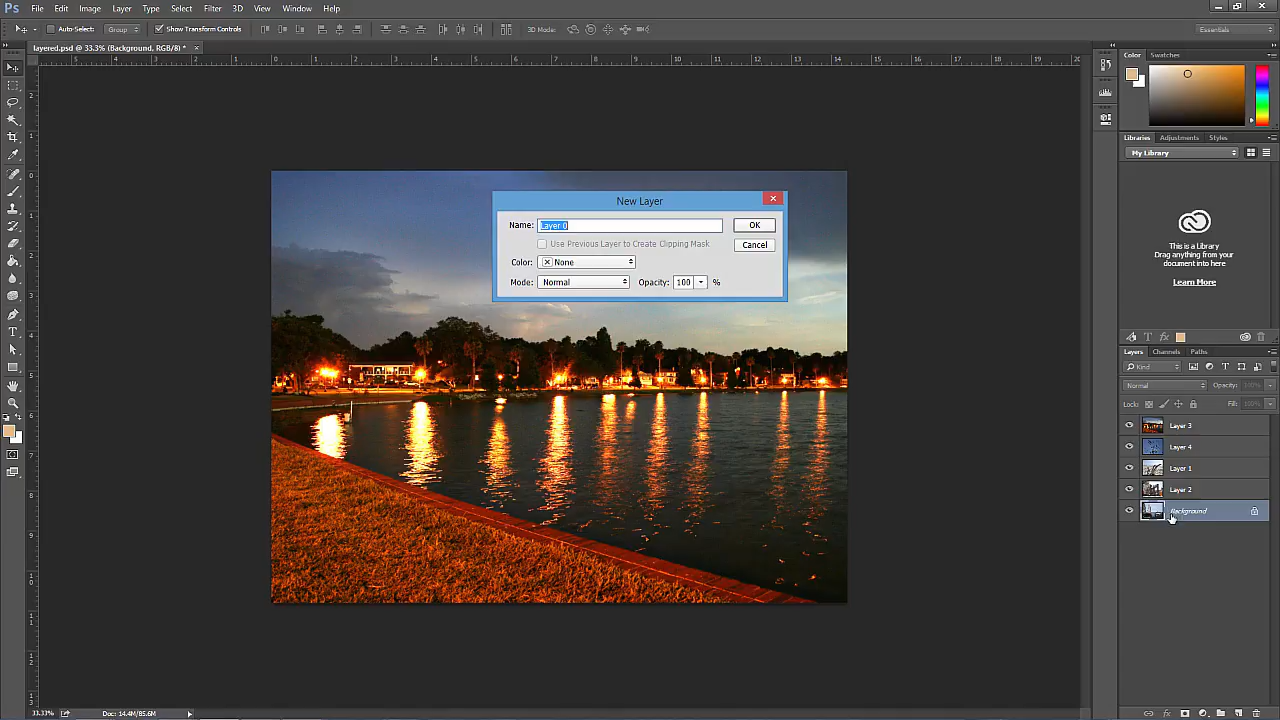 Ps File Edit Image Layer Type Select Filter 3D View Window Help
Auto-Select: Group Show Transform Controls 3D Mode: Essentials
layered.psd @ 33.3% (Background, RGB/8) * ×
Color Swatches
Libraries Adjustments Styles
My Library
New Layer
Name: Layer 0 OK
Use Previous Layer to Create Clipping Mask Cancel
Color: None
Mode: Normal Opacity: 100 %
This is a Library
Drag anything from your
document into here
Learn More
Layers Channels Paths
Kind
Normal Opacity: 100%
Lock: Fill: 100%
Layer 3
Layer 4
Layer 1
Layer 2
Background
33.33% Doc: 14.4M/85.6M